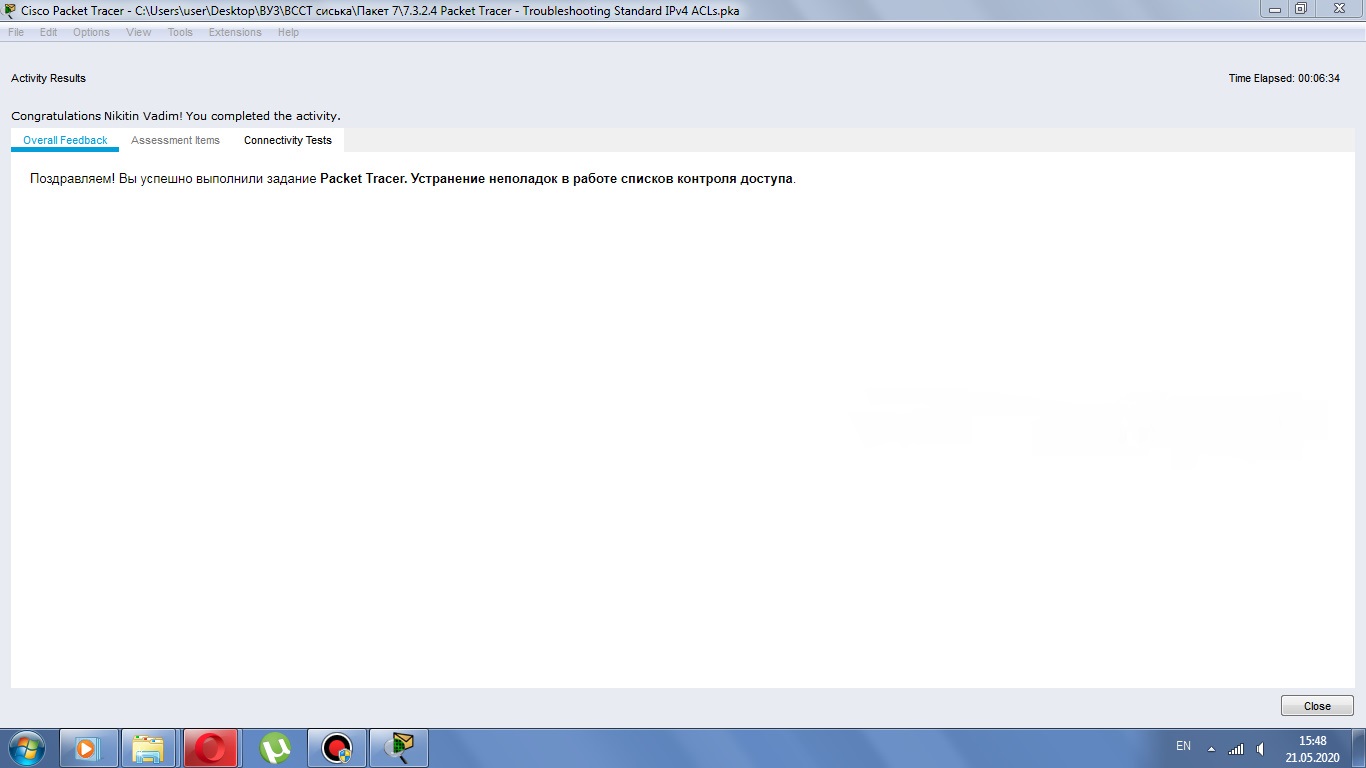 Cisco Packet Tracer - C:\Users\user\Desktop\ВУЗ\ВССТ сиська\Пакет 7\7.3.2.4 Packet Tracer - Troubleshooting Standard IPv4 ACLs.pka
File Edit Options View Tools Extensions Help
Activity Results
Time Elapsed: 00:06:34
Congratulations Nikitin Vadim! You completed the activity.
Overall Feedback Assessment Items Connectivity Tests
Поздравляем! Вы успешно выполнили задание Packet Tracer. Устранение неполадок в работе списков контроля доступа.
Close
EN
15:48
21.05.2020